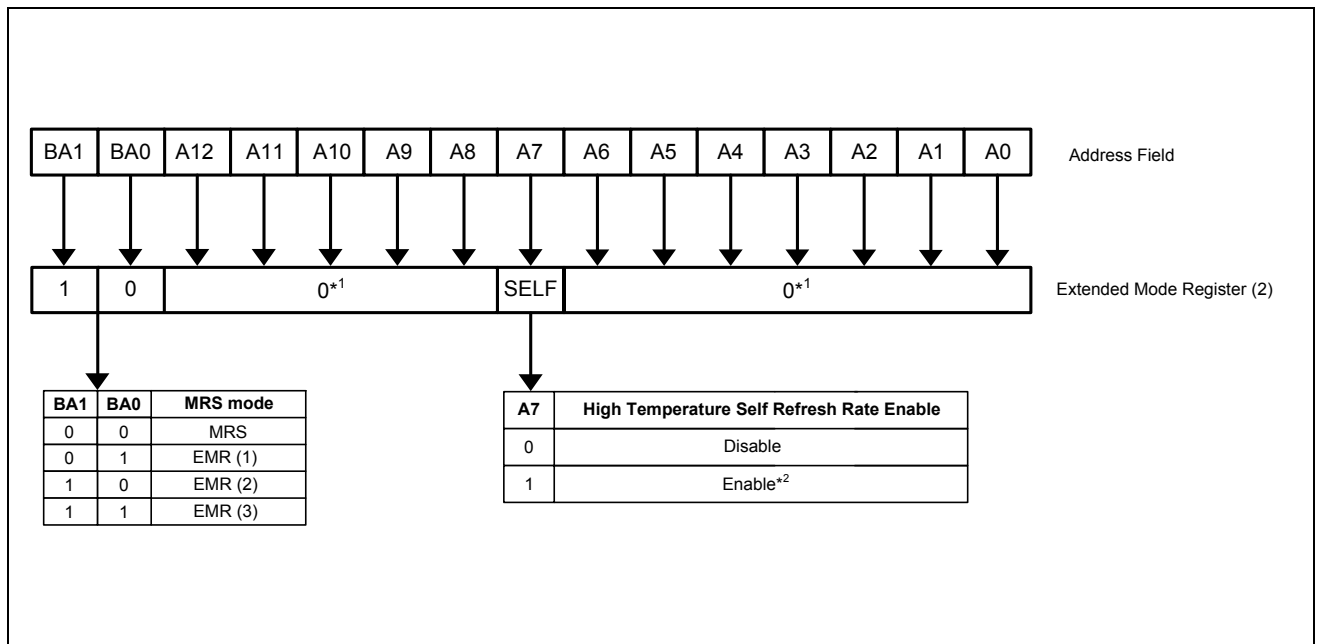 BA1 BA0 A12 A11 A10 A9 A8 A7 A6 A5 A4 A3 A2 A1 A0 Address Field
1 0 0*1 SELF 0*1 Extended Mode Register (2)
BA1 BA0 MRS mode
0 0 MRS
0 1 EMR (1)
1 0 EMR (2)
1 1 EMR (3)
A7 High Temperature Self Refresh Rate Enable
0 Disable
1 Enable*2